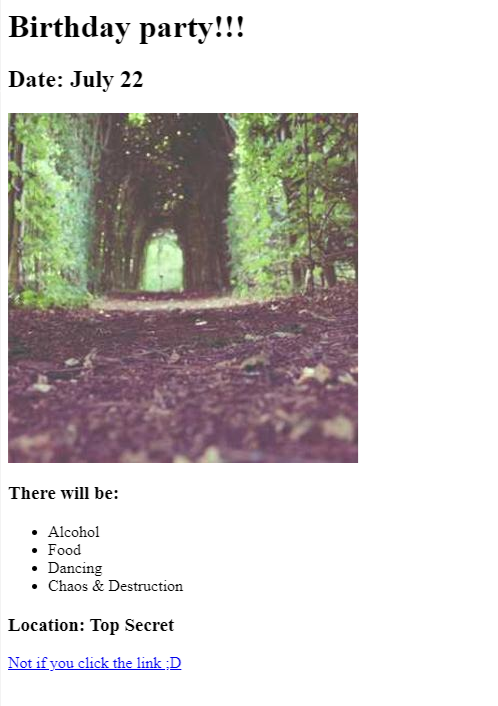 Birthday party!!!
Date: July 22
There will be:
Alcohol
Food
Dancing
Chaos & Destruction
Location: Top Secret
Not if you click the link ;D